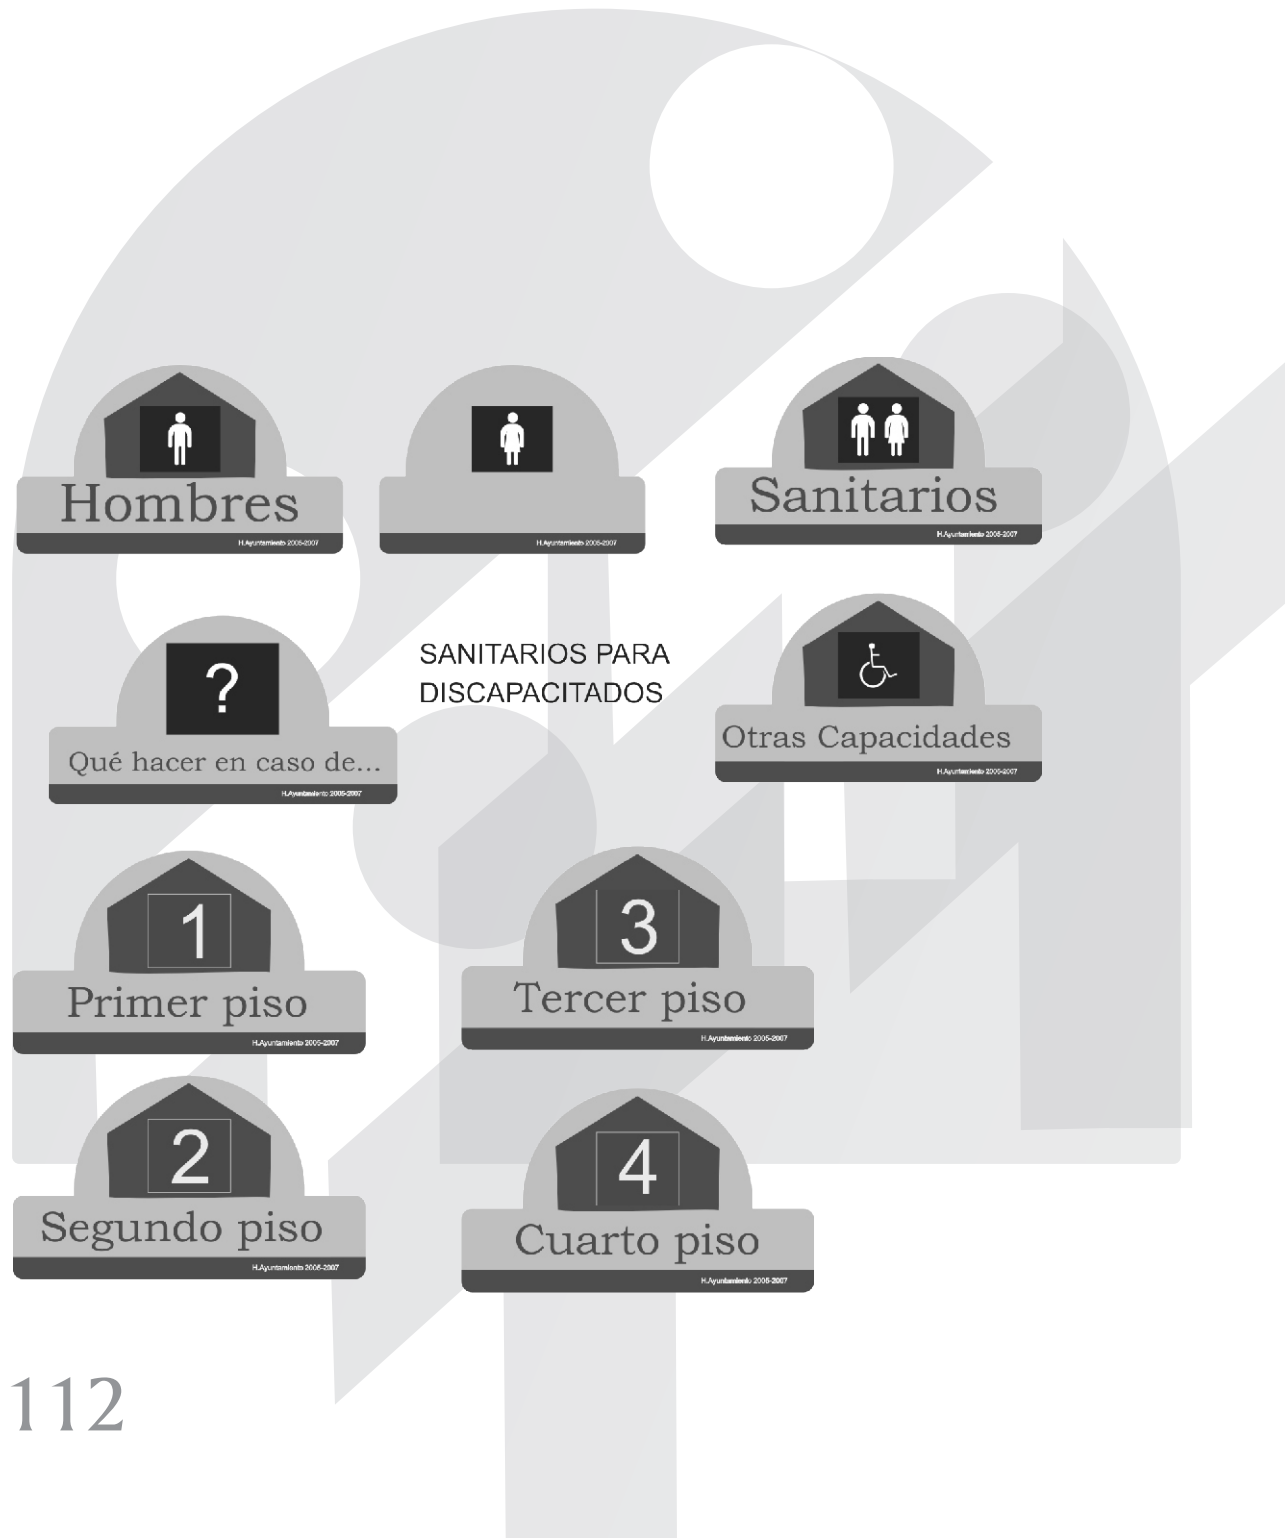 Hombres
H.Ayuntamiento 2005-2007
H.Ayuntamiento 2005-2007
Sanitarios
H.Ayuntamiento 2005-2007
?
Qué hacer en caso de...
H.Ayuntamiento 2005-2007
SANITARIOS PARA
DISCAPACITADOS
Otras Capacidades
H.Ayuntamiento 2005-2007
1
Primer piso
H.Ayuntamiento 2005-2007
3
Tercer piso
H.Ayuntamiento 2005-2007
2
Segundo piso
H.Ayuntamiento 2005-2007
4
Cuarto piso
H.Ayuntamiento 2005-2007
112